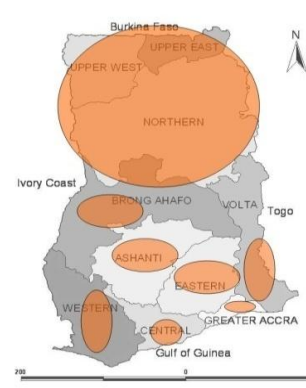 Burkina Faso
N
UPPER EAST
UPPER WEST
NORTHERN
Ivory Coast
BRONG AHAFO
VOLTA
Togo
ASHANTI
EASTERN
WESTERN
GREATER ACCRA
CENTRAL
Gulf of Guinea
200
0